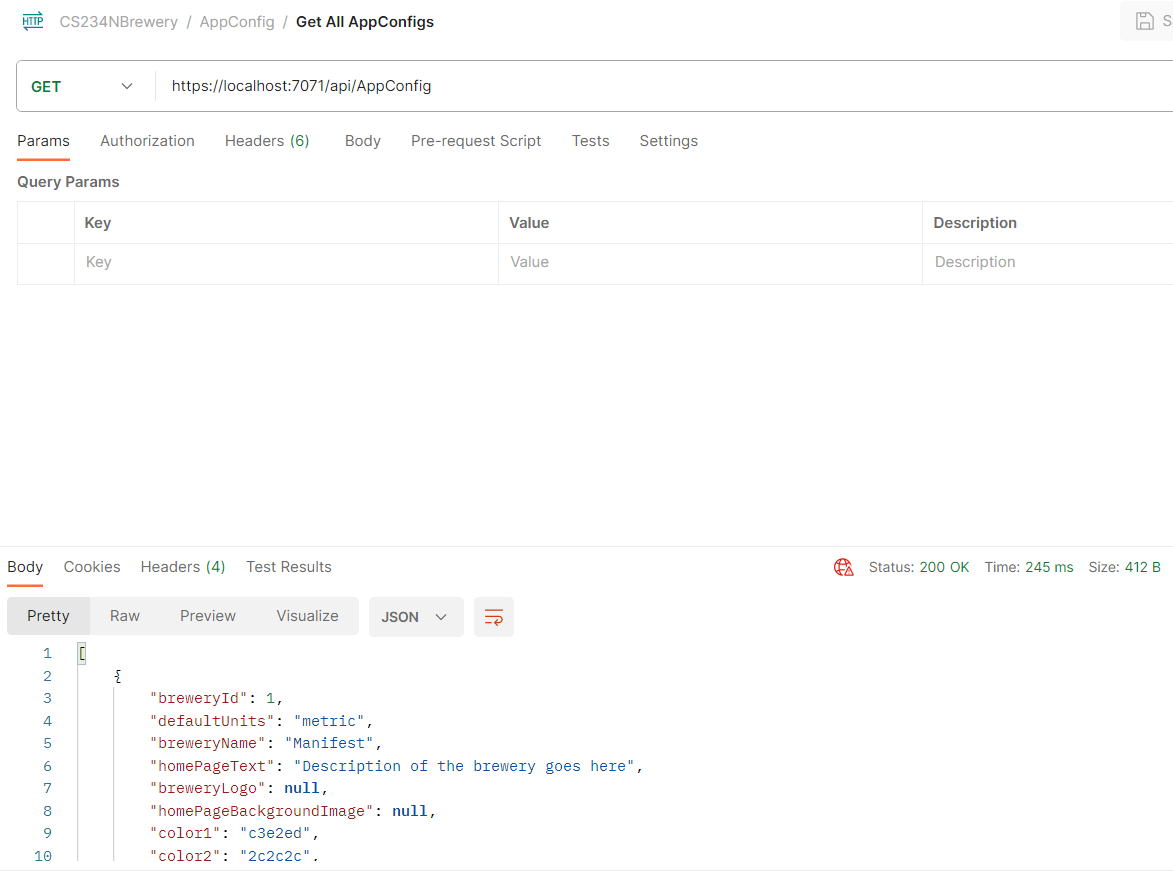 HTTP CS234NBrewery / AppConfig / Get All AppConfigs S
GET https://localhost:7071/api/AppConfig
Params Authorization Headers (6) Body Pre-request Script Tests Settings
Query Params
Key Value Description
Key Value Description
Body Cookies Headers (4) Test Results Status: 200 OK Time: 245 ms Size: 412 B
Pretty Raw Preview Visualize JSON
1 [
2 {
3 "breweryId": 1,
4 "defaultUnits": "metric",
5 "breweryName": "Manifest",
6 "homePageText": "Description of the brewery goes here",
7 "breweryLogo": null,
8 "homePageBackgroundImage": null,
9 "color1": "c3e2ed",
10 "color2": "2c2c2c",